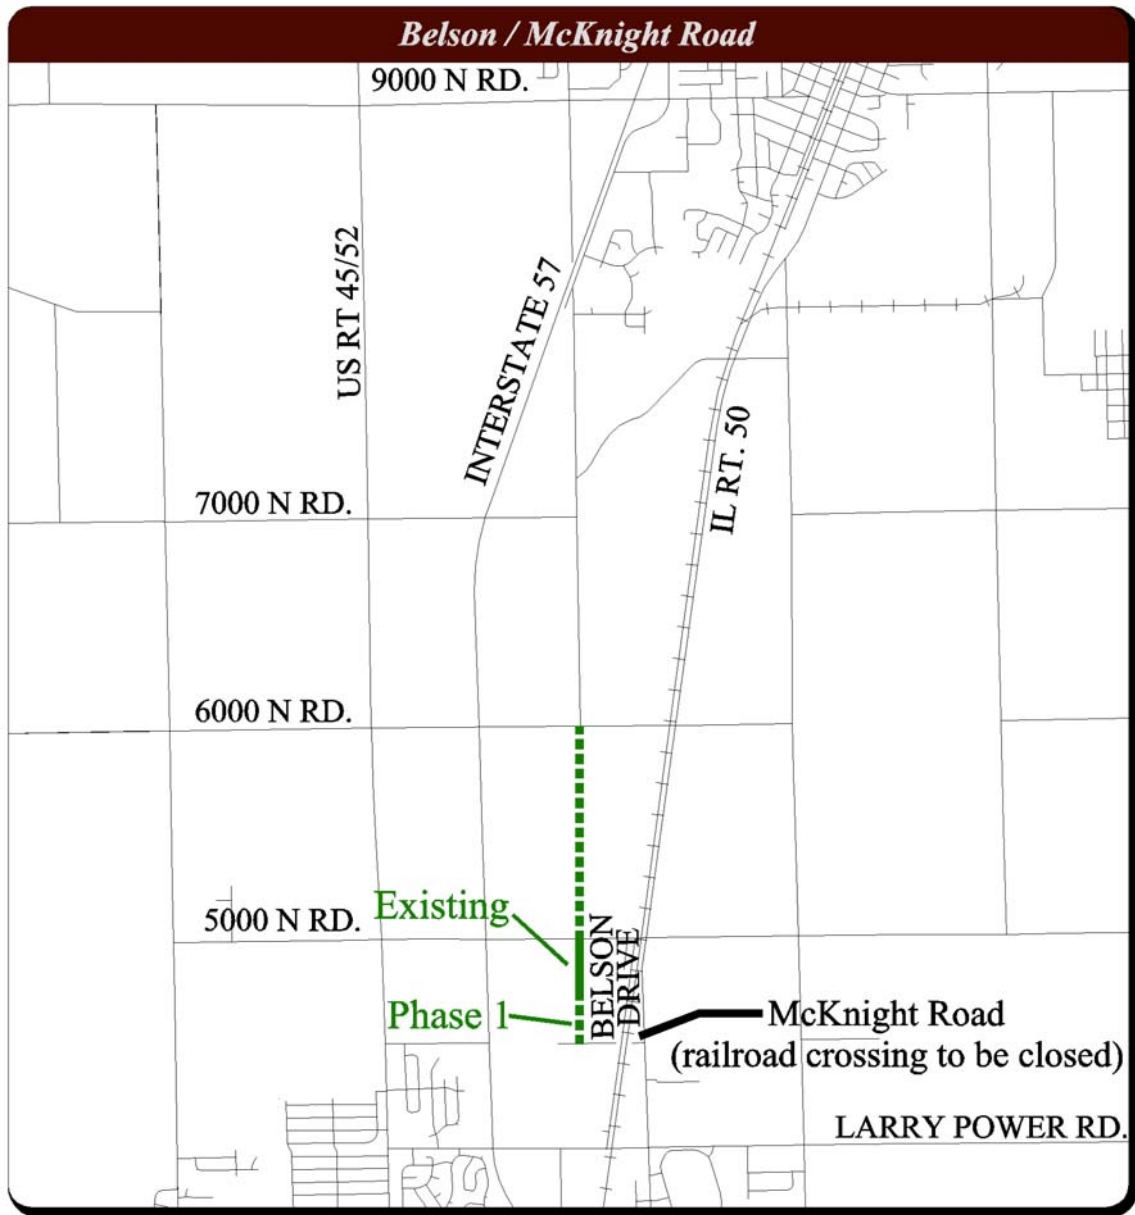 Belson / McKnight Road
9000 N RD.
US RT 45/52
INTERSTATE 57
IL RT. 50
7000 N RD.
6000 N RD.
Existing
5000 N RD.
BELSON
DRIVE
Phase 1
McKnight Road
(railroad crossing to be closed)
LARRY POWER RD.